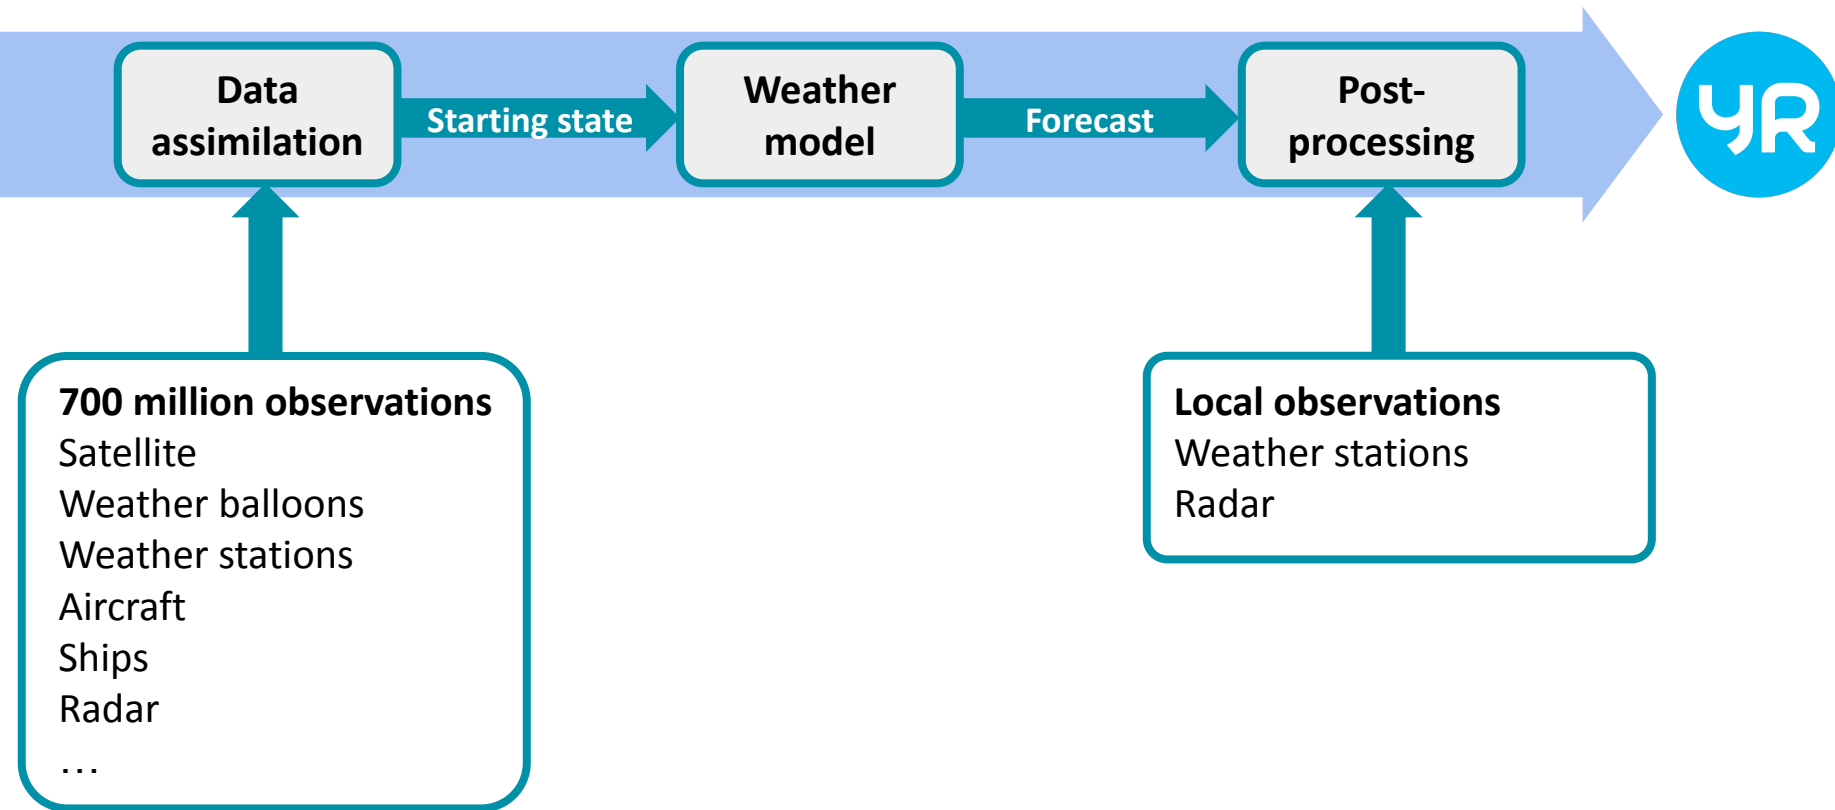 Data
assimilation
Starting state
Weather
model
Forecast
Post-
processing
YR
700 million observations
Satellite
Weather balloons
Weather stations
Aircraft
Ships
Radar
…
Local observations
Weather stations
Radar